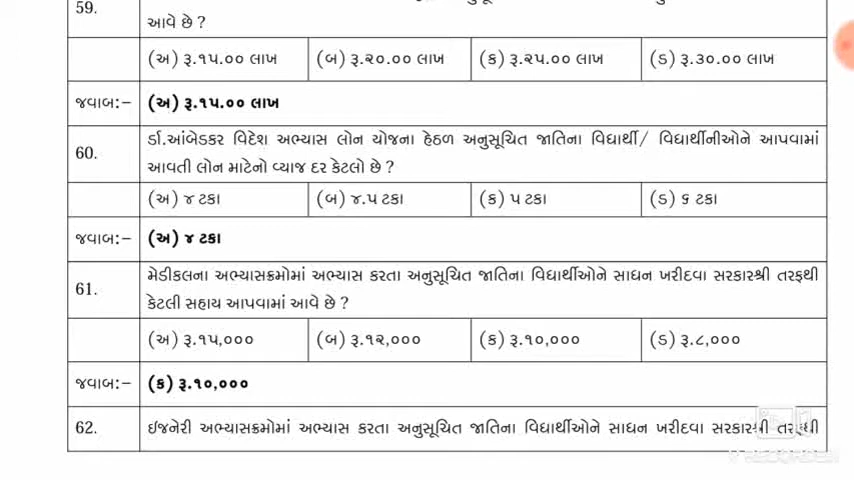 59.
આવે છે ?
(અ) રૂ.૧૫.૦૦ લાખ (બ) રૂ.૨૦.૦૦ લાખ (ક) રૂ.૨૫.૦૦ લાખ (ડ) રૂ.૩૦.૦૦ લાખ
જવાબ:- (અ) રૂ.૧૫.૦૦ લાખ
60. ર્ડા.આંબેડકર વિદેશ અભ્યાસ લોન યોજના હેઠળ અનુસૂચિત જાતિના વિદ્યાર્થી/ વિદ્યાર્થીનીઓને આપવામાં
આવતી લોન માટેનો વ્યાજ દર કેટલો છે ?
(અ) ૪ ટકા (બ) ૪.૫ ટકા (ક) ૫ ટકા (ડ) ૬ ટકા
જવાબ:- (અ) ૪ ટકા
61. મેડીકલના અભ્યાસક્રમોમાં અભ્યાસ કરતા અનુસૂચિત જાતિના વિદ્યાર્થીઓને સાધન ખરીદવા સરકારશ્રી તરફથી
કેટલી સહાય આપવામાં આવે છે ?
(અ) રૂ.૧૫,૦૦૦ (બ) રૂ.૧૨,૦૦૦ (ક) રૂ.૧૦,૦૦૦ (ડ) રૂ.૮,૦૦૦
જવાબ:- (ક) રૂ.૧૦,૦૦૦
62. ઈજનેરી અભ્યાસક્રમોમાં અભ્યાસ કરતા અનુસૂચિત જાતિના વિદ્યાર્થીઓને સાધન ખરીદવા સરકારશ્રી તરફથી